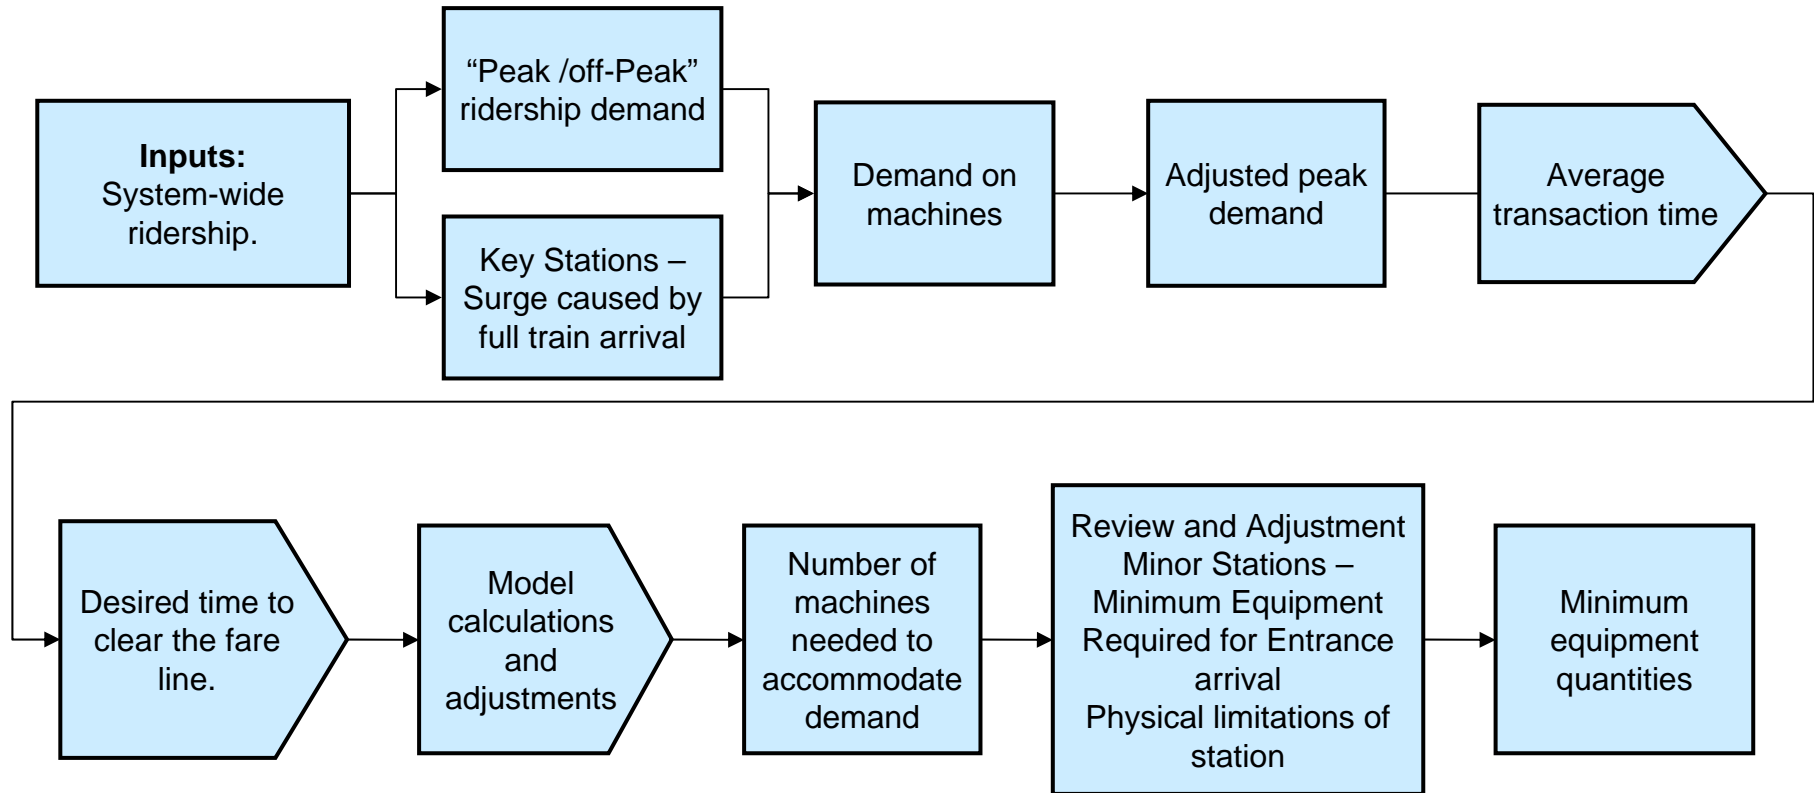 Inputs:
System-wide
ridership.
“Peak /off-Peak”
ridership demand
Key Stations –
Surge caused by
full train arrival
Demand on
machines
Adjusted peak
demand
Average
transaction time
Desired time to
clear the fare
line.
Model
calculations
and
adjustments
Number of
machines
needed to
accommodate
demand
Review and Adjustment
Minor Stations –
Minimum Equipment
Required for Entrance
arrival
Physical limitations of
station
Minimum
equipment
quantities